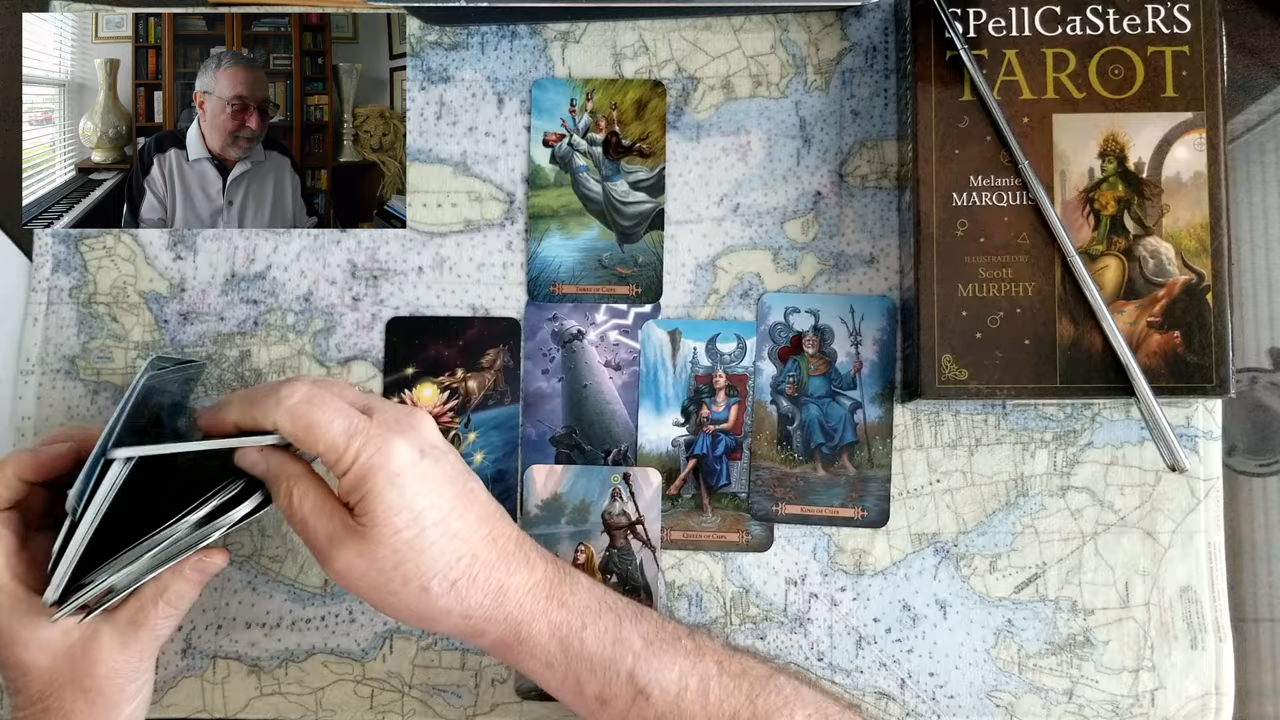 SPELLCASTER'S
TAROT
Melanie
MARQUIS
ILLUSTRATED BY
Scott
MURPHY
THREE OF CUPS
QUEEN OF CUPS
KING OF CUPS